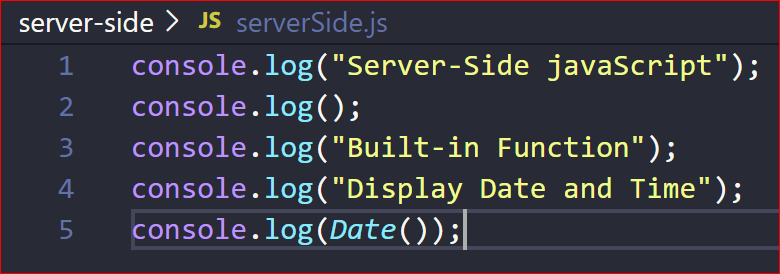 server-side > JS serverSide.js
1 console.log("Server-Side javaScript");
2 console.log();
3 console.log("Built-in Function");
4 console.log("Display Date and Time");
5 console.log(Date());